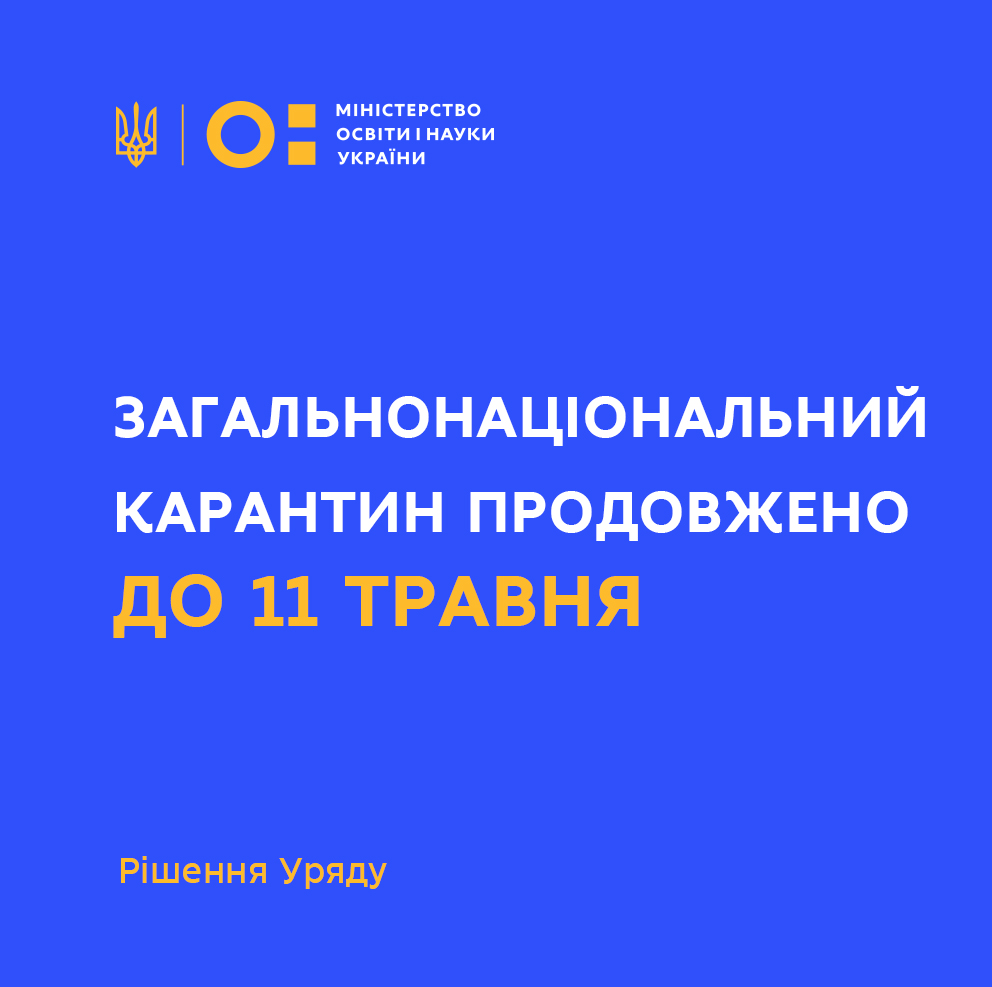 МІНІСТЕРСТВО
ОСВІТИ І НАУКИ
УКРАЇНИ
ЗАГАЛЬНОНАЦІОНАЛЬНИЙ
КАРАНТИН ПРОДОВЖЕНО
ДО 11 ТРАВНЯ
Рішення Уряду